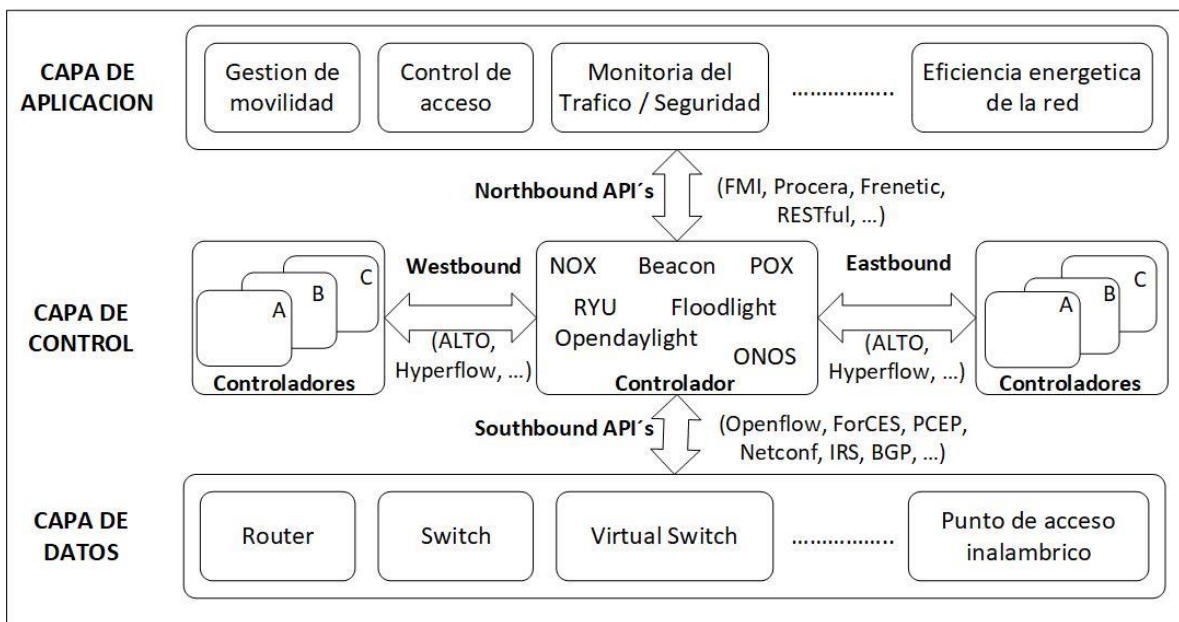 CAPA DE
APLICACION
Gestion de
movilidad
Control de
acceso
Monitoria del
Trafico / Seguridad
……………..
Eficiencia energetica
de la red
Northbound API´s
(FMI, Procera, Frenetic,
RESTful, ...)
CAPA DE
CONTROL
A
B
C
Controladores
Westbound
(ALTO,
Hyperflow, ...)
NOX Beacon POX
RYU Floodlight
Opendaylight
ONOS
Controlador
Eastbound
(ALTO,
Hyperflow, ...)
A
B
C
Controladores
Southbound API´s
(Openflow, ForCES, PCEP,
Netconf, IRS, BGP, ...)
CAPA DE
DATOS
Router
Switch
Virtual Switch
……………..
Punto de acceso
inalambrico